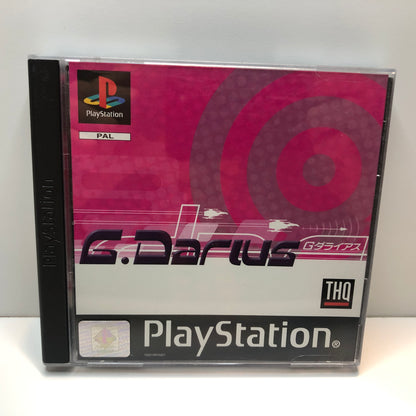 PlayStation
PAL
PlayStation
G.Darius
Gダライアス
THQ
PlayStation®